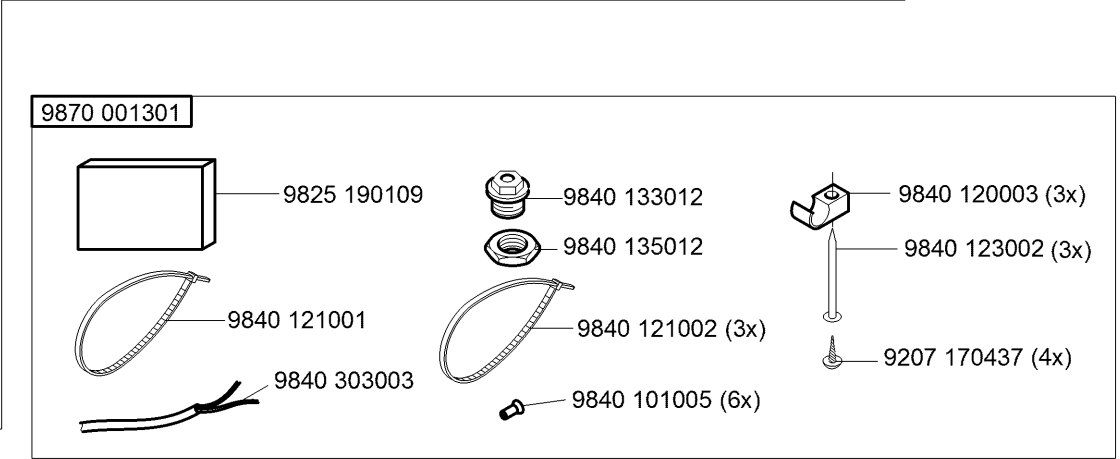 9870 001301
9825 190109
9840 133012
9840 120003 (3x)
9840 135012
9840 123002 (3x)
9840 121001
9840 121002 (3x)
9207 170437 (4x)
9840 303003
9840 101005 (6x)